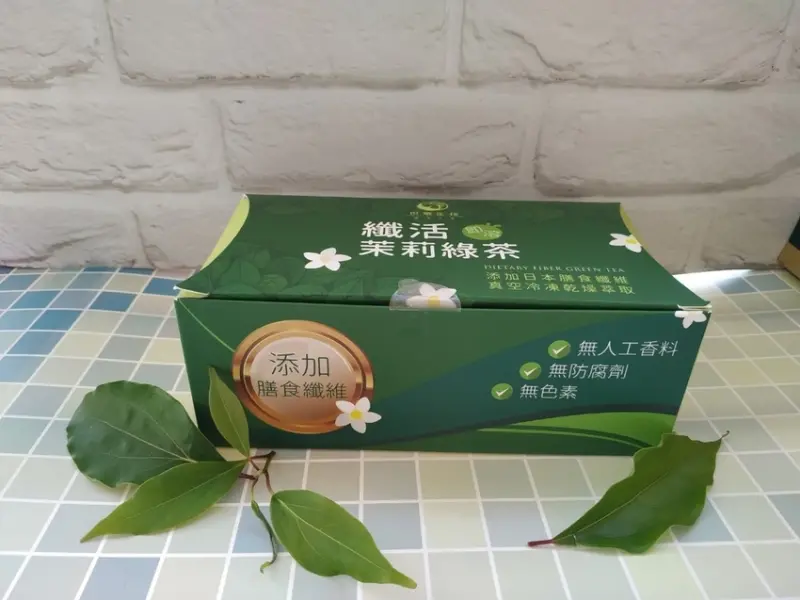 纖活
茉莉綠茶
DIETARY FIBER GREEN TEA
添加日本膳食纖維
真空冷凍乾燥萃取
添加
膳食纖維
無人工香料
無防腐劑
無色素